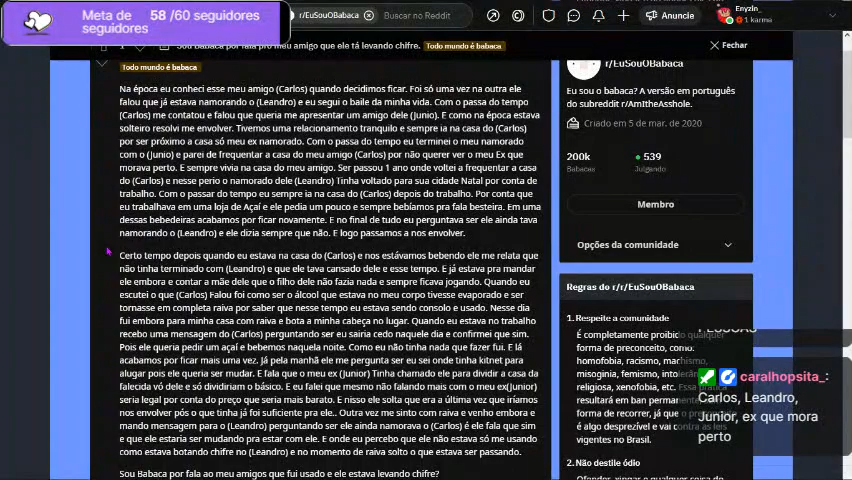 Meta de seguidores
58 /60 seguidores
r/EuSouOBabaca
Buscar no Reddit
Anuncie
Enyzin_
1 karma
pro meu amigo que ele tá levando chifre.
Todo mundo é babaca
Fechar
Todo mundo é babaca
Na época eu conheci esse meu amigo (Carlos) quando decidimos ficar. Foi só uma vez na outra ele
falou que já estava namorando o (Leandro) e eu segui o baile da minha vida. Com o passa do tempo
(Carlos) me contatou e falou que queria me apresentar um amigo dele (Junio). E como na época estava
solteiro resolvi me envolver. Tivemos uma relacionamento tranquilo e sempre ia na casa do (Carlos)
por ser próximo a casa só meu ex namorado. Com o passa do tempo eu terminei o meu namoro
com o (Junio) e parei de frequentar a casa do meu amigo (Carlos) por não querer ver o meu Ex que
morava perto. E sempre vivia na casa do meu amigo. Ser passou 1 ano onde voltei a frequentar a casa
do (Carlos) e nesse perio o namorado dele (Leandro) Tinha voltado para sua cidade Natal por conta de
trabalho. Com o passar do tempo eu sempre ia na casa do (Carlos) depois do trabalho. Por conta que
eu trabalhava em uma loja de Açaí e ele pedia um pouco e sempre bebíamos pra fala besteira. Em uma
dessas bebedeiras acabamos por ficar novamente. E no final de tudo eu perguntava ser ele ainda tava
namorando o (Leandro) e ele dizia sempre que não. E logo passamos a nos envolver.
Certo tempo depois quando eu estava na casa do (Carlos) e nos estávamos bebendo ele me relata que
não tinha terminado com (Leandro) e que ele tava cansado dele e esse tempo. E já estava pra mandar
ele embora e contar a mãe dele que o filho dele não fazia nada e sempre ficava jogando. Quando eu
escutei o que (Carlos) Falou foi como ser o álcool que estava no meu corpo tivesse evaporado e ser
tornasse em completa raiva por saber que nesse tempo eu estava sendo consolo e usado. Nesse dia
fui embora para minha casa com raiva e bota a minha cabeça no lugar. Quando eu estava no trabalho
recebo uma mensagem do (Carlos) perguntando ser eu sairia cedo naquele dia e confirmei que sim.
Pois ele queria pedir um açaí e bebemos naquela noite. Como eu não tinha nada que fazer fui. E lá
acabamos por ficar mais uma vez. Já pela manhã ele me pergunta ser eu sei onde tinha kitnet para
alugar pois ele queria ser mudar. E fala que o meu ex (Junior) Tinha chamado ele para dividir a casa da
falecida vó dele e só dividiriam o básico. E eu falei que mesmo não falando mais com o meu ex(Junior)
seria legal por conta do preço que seria mais barato. E nisso ele solta que era a última vez que iríamos
nos envolver pós o que tinha já foi suficiente pra ele.. Outra vez me sinto com raiva e venho embora e
mando mensagem para o (Leandro) perguntando ser ele ainda namorava o (Carlos) é ele fala que sim
e que ele estaria ser mudando pra estar com ele. E onde eu percebo que ele não estava só me usando
como estava botando chifre no (Leandro) e no momento de raiva solto o que estava ser passando.
Sou Babaca por fala ao meu amigos que fui usado e ele estava levando chifre?
r/EuSouOBabaca
Eu sou o babaca? A versão em português
do subreddit r/AmItheAsshole.
Criado em 5 de mar. de 2020
200k
539
Babacas
Julgando
Membro
Opções da comunidade
Regras do r/r/EuSouOBabaca
1. Respeite a comunidade
É completamente proibido qualquer
forma de preconceito, como:
homofobia, racismo, machismo,
misoginia, feminismo,
religiosa, xenofobia, etc.
resultará em ban
forma de recorrer, já
é algo desprezível e vai contra as leis
vigentes no Brasil.
2. Não destile ódio
caralhopsita_:
Carlos, Leandro,
Junior, ex que mora
perto